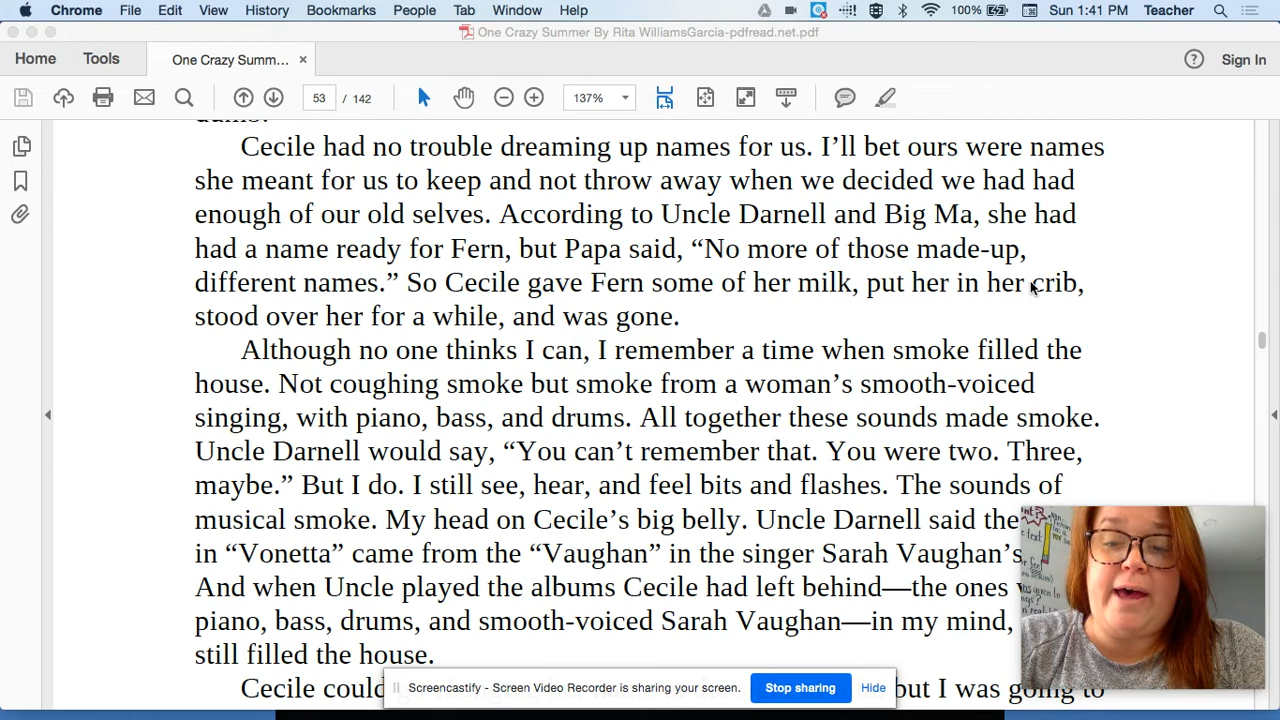 Chrome File Edit View History Bookmarks People Tab Window Help 100% Sun 1:41 PM Teacher
One Crazy Summer By Rita WilliamsGarcia-pdfread.net.pdf
Home Tools One Crazy Summ... × ? Sign In
53 / 142 137%
Cecile had no trouble dreaming up names for us. I’ll bet ours were names
she meant for us to keep and not throw away when we decided we had had
enough of our old selves. According to Uncle Darnell and Big Ma, she had
had a name ready for Fern, but Papa said, “No more of those made-up,
different names.” So Cecile gave Fern some of her milk, put her in her crib,
stood over her for a while, and was gone.
Although no one thinks I can, I remember a time when smoke filled the
house. Not coughing smoke but smoke from a woman’s smooth-voiced
singing, with piano, bass, and drums. All together these sounds made smoke.
Uncle Darnell would say, “You can’t remember that. You were two. Three,
maybe.” But I do. I still see, hear, and feel bits and flashes. The sounds of
musical smoke. My head on Cecile’s big belly. Uncle Darnell said the
in “Vonetta” came from the “Vaughan” in the singer Sarah Vaughan’s
And when Uncle played the albums Cecile had left behind—the ones
piano, bass, drums, and smooth-voiced Sarah Vaughan—in my mind,
still filled the house.
Cecile could but I was going to
Screencastify - Screen Video Recorder is sharing your screen. Stop sharing Hide